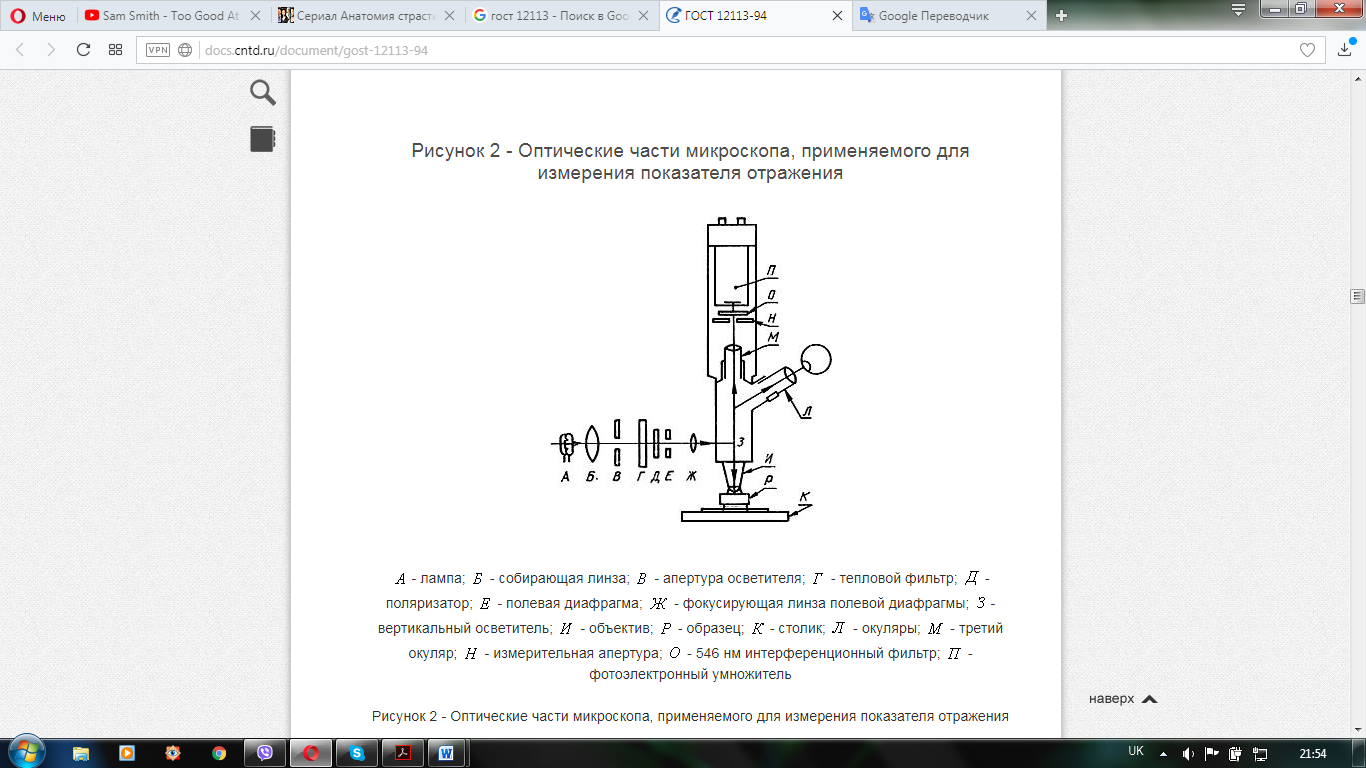 Меню
Sam Smith - Too Good At
Сериал Анатомия страсти
гост 12113 - Поиск в Goo
ГОСТ 12113-94
Google Переводчик
VPN
docs.cntd.ru/document/gost-12113-94
Рисунок 2 - Оптические части микроскопа, применяемого для
измерения показателя отражения
П
О
Н
М
Л
З
И
Р
К
А Б. В Г Д Е Ж
А - лампа; Б - собирающая линза; В - апертура осветителя; Г - тепловой фильтр; Д -
поляризатор; Е - полевая диафрагма; Ж - фокусирующая линза полевой диафрагмы; З -
вертикальный осветитель; И - объектив; Р - образец; К - столик; Л - окуляры; М - третий
окуляр; Н - измерительная апертура; О - 546 нм интерференционный фильтр; П -
фотоэлектронный умножитель
наверх
Рисунок 2 - Оптические части микроскопа, применяемого для измерения показателя отражения
UK
21:54